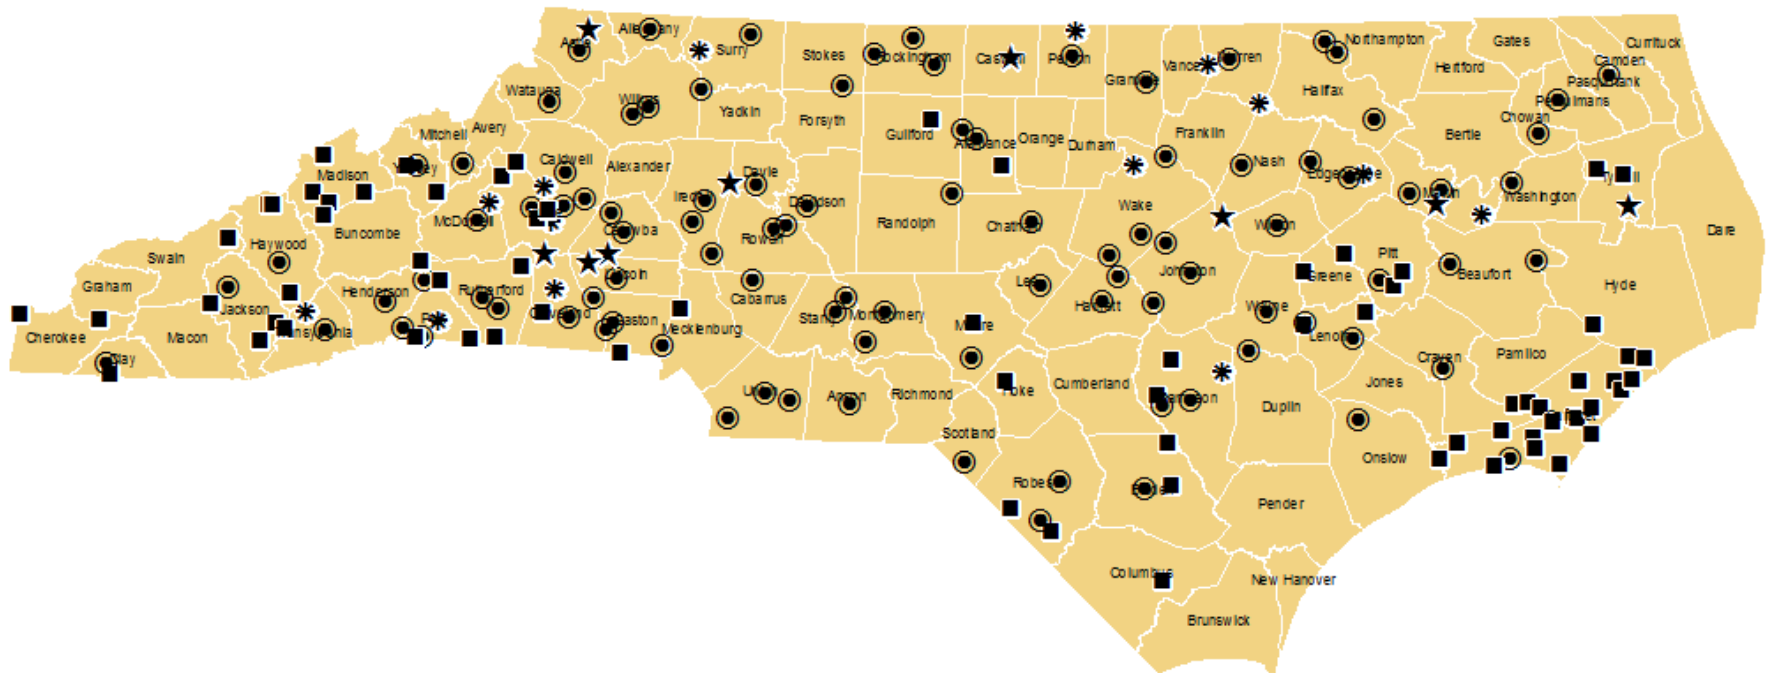 Alleghany
Surry
Stokes
Rockingham
Caswell
Person
Granville
Vance
Warren
Northampton
Gates
Currituck
Camden
Pasquotank
Perquimans
Chowan
Hertford
Halifax
Bertie
Watauga
Wilkes
Yadkin
Forsyth
Guilford
Alamance
Orange
Durham
Franklin
Nash
Edgecombe
Martin
Washington
Tyrrell
Dare
Mitchell
Avery
Caldwell
Alexander
Davie
Iredell
Davidson
Randolph
Chatham
Wake
Wilson
Madison
Yancey
McDowell
Catawba
Rowan
Buncombe
Haywood
Swain
Graham
Cherokee
Clay
Macon
Jackson
Henderson
Rutherford
Cleveland
Lincoln
Gaston
Mecklenburg
Cabarrus
Stanly
Montgomery
Moore
Lee
Harnett
Johnston
Wayne
Greene
Pitt
Beaufort
Hyde
Lenoir
Craven
Pamlico
Jones
Union
Anson
Richmond
Hoke
Cumberland
Sampson
Duplin
Onslow
Scotland
Robeson
Bladen
Pender
Columbus
New Hanover
Brunswick